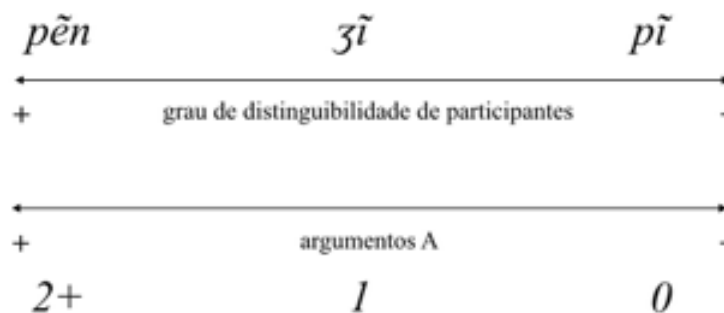 pẽn ʒĩ pĩ
+ grau de distinguibilidade de participantes -
+ argumentos A -
2+ 1 0